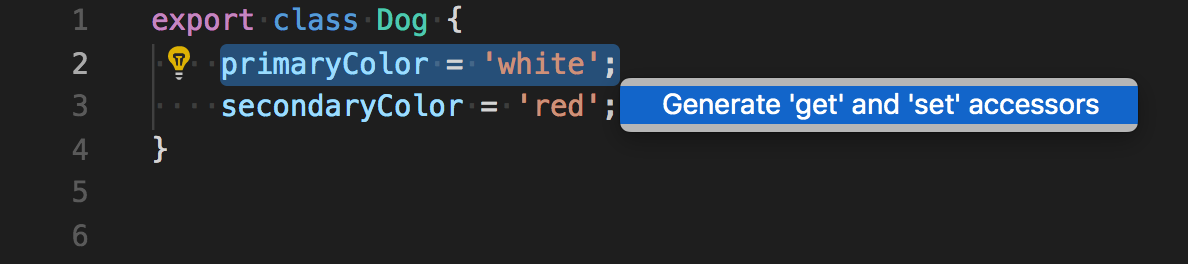 1 export class Dog {
2 primaryColor = 'white';
3 secondaryColor = 'red';
Generate 'get' and 'set' accessors
4 }
5
6